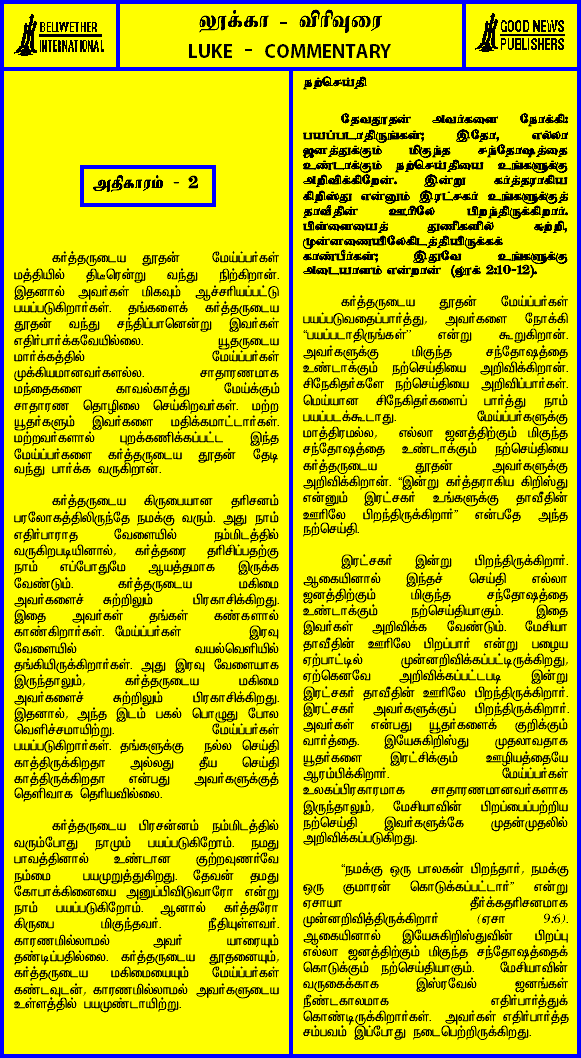 BELLWETHER
INTERNATIONAL
லூக்கா - விரிவுரை
LUKE - COMMENTARY
GOOD NEWS
PUBLISHERS
அதிகாரம் - 2
கர்த்தருடைய தூதன் மேய்ப்பர்கள்
மத்தியில் திடீரென்று வந்து நிற்கிறான்.
இதனால் அவர்கள் மிகவும் ஆச்சரியப்பட்டு
பயப்படுகிறார்கள். தங்களைக் கர்த்தருடைய
தூதன் வந்து சந்திப்பானென்று இவர்கள்
எதிர்பார்க்கவேயில்லை. யூதருடைய
மார்க்கத்தில் மேய்ப்பர்கள்
முக்கியமானவர்களல்ல. சாதாரணமாக
மந்தைகளை காவல்காத்து மேய்க்கும்
சாதாரண தொழிலை செய்கிறவர்கள். மற்ற
யூதர்களும் இவர்களை மதிக்கமாட்டார்கள்.
மற்றவர்களால் புறக்கணிக்கப்பட்ட இந்த
மேய்ப்பர்களை கர்த்தருடைய தூதன் தேடி
வந்து பார்க்க வருகிறான்.
கர்த்தருடைய கிருபையான தரிசனம்
பரலோகத்திலிருந்தே நமக்கு வரும். அது நாம்
எதிர்பாராத வேளையில் நம்மிடத்தில்
வருகிறபடியினால், கர்த்தரை தரிசிப்பதற்கு
நாம் எப்போதுமே ஆயத்தமாக இருக்க
வேண்டும். கர்த்தருடைய மகிமை
அவர்களைச் சுற்றிலும் பிரகாசிக்கிறது.
இதை அவர்கள் தங்கள் கண்களால்
காண்கிறார்கள். மேய்ப்பர்கள் இரவு
வேளையில் வயல்வெளியில்
தங்கியிருக்கிறார்கள். அது இரவு வேளையாக
இருந்தாலும், கர்த்தருடைய மகிமை
அவர்களைச் சுற்றிலும் பிரகாசிக்கிறது.
இதனால், அந்த இடம் பகல் பொழுது போல
வெளிச்சமாயிற்று. மேய்ப்பர்கள்
பயப்படுகிறார்கள். தங்களுக்கு நல்ல செய்தி
காத்திருக்கிறதா அல்லது தீய செய்தி
காத்திருக்கிறதா என்பது அவர்களுக்குத்
தெளிவாக தெரியவில்லை.
கர்த்தருடைய பிரசன்னம் நம்மிடத்தில்
வரும்போது நாமும் பயப்படுகிறோம். நமது
பாவத்தினால் உண்டான குற்றவுணர்வே
நம்மை பயமுறுத்துகிறது. தேவன் தமது
கோபாக்கினையை அனுப்பிவிடுவாரோ என்று
நாம் பயப்படுகிறோம். ஆனால் கர்த்தரோ
கிருபை மிகுந்தவர். நீதியுள்ளவர்.
காரணமில்லாமல் அவர் யாரையும்
தண்டிப்பதில்லை. கர்த்தருடைய தூதனையும்,
கர்த்தருடைய மகிமையையும் மேய்ப்பர்கள்
கண்டவுடன், காரணமில்லாமல் அவர்களுடைய
உள்ளத்தில் பயமுண்டாயிற்று.
நற்செய்தி
தேவதூதன் அவர்களை நோக்கி:
பயப்படாதிருங்கள்; இதோ, எல்லா
ஜனத்துக்கும் மிகுந்த சந்தோஷத்தை
உண்டாக்கும் நற்செய்தியை உங்களுக்கு
அறிவிக்கிறேன். இன்று கர்த்தராகிய
கிறிஸ்து என்னும் இரட்சகர் உங்களுக்குத்
தாவீதின் ஊரிலே பிறந்திருக்கிறார்.
பிள்ளையைத் துணிகளில் சுற்றி,
முன்னணையிலேகிடத்தியிருக்கக்
காண்பீர்கள்; இதுவே உங்களுக்கு
அடையாளம் என்றான் (லூக் 2:10-12).
கர்த்தருடைய தூதன் மேய்ப்பர்கள்
பயப்படுவதைப்பார்த்து, அவர்களை நோக்கி
“பயப்படாதிருங்கள்” என்று கூறுகிறான்.
அவர்களுக்கு மிகுந்த சந்தோஷத்தை
உண்டாக்கும் நற்செய்தியை அறிவிக்கிறான்.
சிநேகிதர்களே நற்செய்தியை அறிவிப்பார்கள்.
மெய்யான சிநேகிதர்களைப் பார்த்து நாம்
பயப்படக்கூடாது. மேய்ப்பர்களுக்கு
மாத்திரமல்ல, எல்லா ஜனத்திற்கும் மிகுந்த
சந்தோஷத்தை உண்டாக்கும் நற்செய்தியை
கர்த்தருடைய தூதன் அவர்களுக்கு
அறிவிக்கிறான். “இன்று கர்த்தராகிய கிறிஸ்து
என்னும் இரட்சகர் உங்களுக்கு தாவீதின்
ஊரிலே பிறந்திருக்கிறார்” என்பதே அந்த
நற்செய்தி.
இரட்சகர் இன்று பிறந்திருக்கிறார்.
ஆகையினால் இந்தச் செய்தி எல்லா
ஜனத்திற்கும் மிகுந்த சந்தோஷத்தை
உண்டாக்கும் நற்செய்தியாகும். இதை
இவர்கள் அறிவிக்க வேண்டும். மேசியா
தாவீதின் ஊரிலே பிறப்பார் என்று பழைய
ஏற்பாட்டில் முன்னறிவிக்கப்பட்டிருக்கிறது,
ஏற்கெனவே அறிவிக்கப்பட்டபடி இன்று
இரட்சகர் தாவீதின் ஊரிலே பிறந்திருக்கிறார்.
இரட்சகர் அவர்களுக்குப் பிறந்திருக்கிறார்.
அவர்கள் என்பது யூதர்களைக் குறிக்கும்
வார்த்தை. இயேசுகிறிஸ்து முதலாவதாக
யூதர்களை இரட்சிக்கும் ஊழியத்தையே
ஆரம்பிக்கிறார். மேய்ப்பர்கள்
உலகப்பிரகாரமாக சாதாரணமானவர்களாக
இருந்தாலும், மேசியாவின் பிறப்பைப்பற்றிய
நற்செய்தி இவர்களுக்கே முதன்முதலில்
அறிவிக்கப்படுகிறது.
“நமக்கு ஒரு பாலகன் பிறந்தார், நமக்கு
ஒரு குமாரன் கொடுக்கப்பட்டார்” என்று
ஏசாயா தீர்க்கதரிசனமாக
முன்னறிவித்திருக்கிறார் (ஏசா 9:6).
ஆகையினால் இயேசுகிறிஸ்துவின் பிறப்பு
எல்லா ஜனத்திற்கும் மிகுந்த சந்தோஷத்தைக்
கொடுக்கும் நற்செய்தியாகும். மேசியாவின்
வருகைக்காக இஸ்ரவேல் ஜனங்கள்
நீண்டகாலமாக எதிர்பார்த்துக்
கொண்டிருக்கிறார்கள். அவர்கள் எதிர்பார்த்த
சம்பவம் இப்போது நடைபெற்றிருக்கிறது.